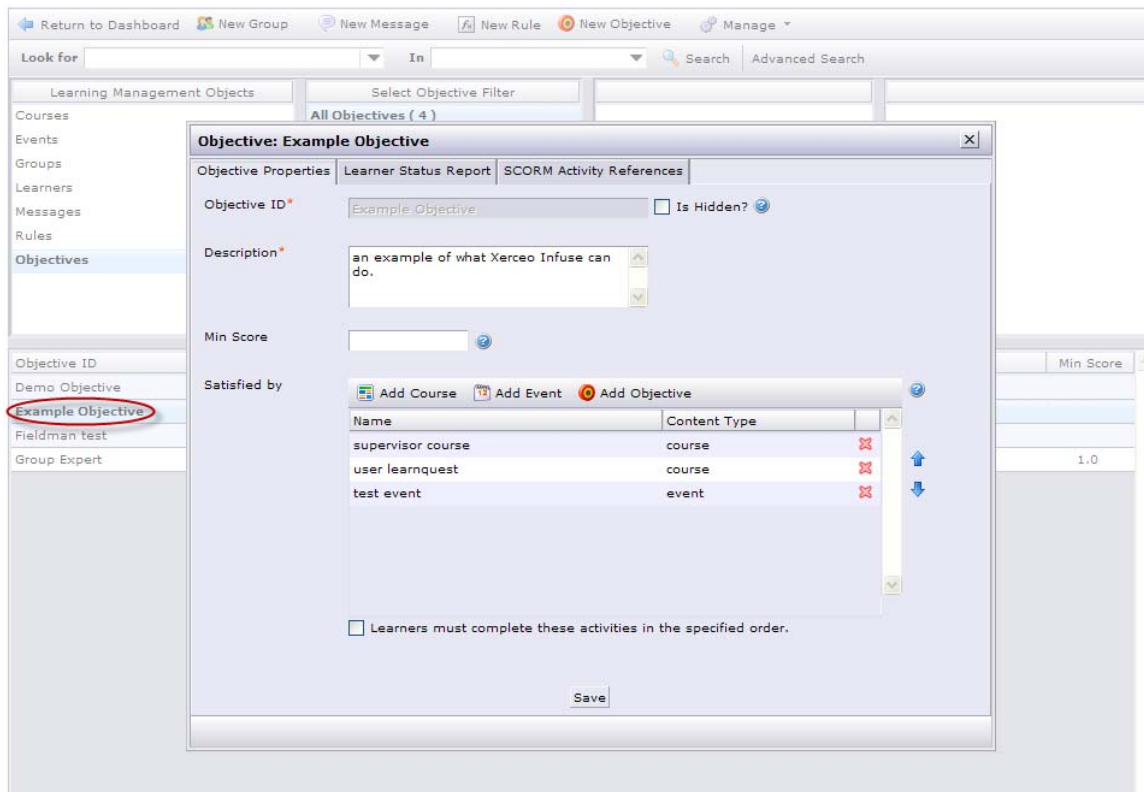 Return to Dashboard New Group New Message New Rule New Objective Manage
Look for In Search Advanced Search
Learning Management Objects Select Objective Filter
Courses All Objectives ( 4 )
Events
Groups
Learners
Messages
Rules
Objectives
Objective: Example Objective
Objective Properties Learner Status Report SCORM Activity References
Objective ID* Example Objective Is Hidden?
Description* an example of what Xerceo Infuse can
do.
Min Score
Satisfied by Add Course Add Event Add Objective
Name Content Type
supervisor course course
user learnquest course
test event event
Learners must complete these activities in the specified order.
Save
Objective ID Min Score
Demo Objective
Example Objective
Fieldman test
Group Expert 1.0